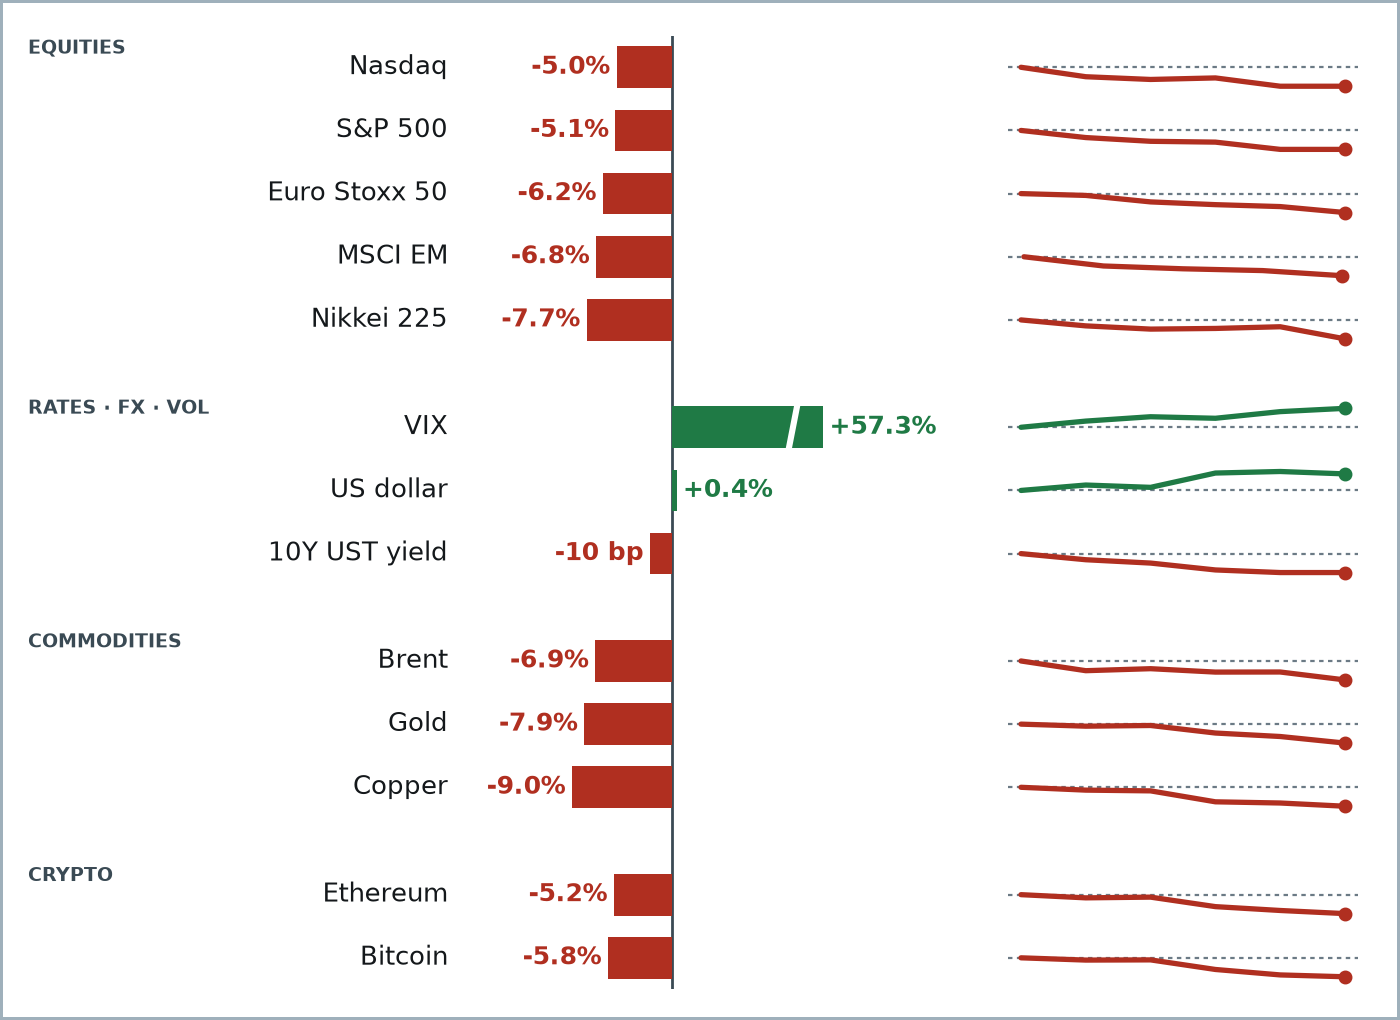 EQUITIES
Nasdaq -5.0%
S&P 500 -5.1%
Euro Stoxx 50 -6.2%
MSCI EM -6.8%
Nikkei 225 -7.7%
RATES · FX · VOL
VIX +57.3%
US dollar +0.4%
10Y UST yield -10 bp
COMMODITIES
Brent -6.9%
Gold -7.9%
Copper -9.0%
CRYPTO
Ethereum -5.2%
Bitcoin -5.8%